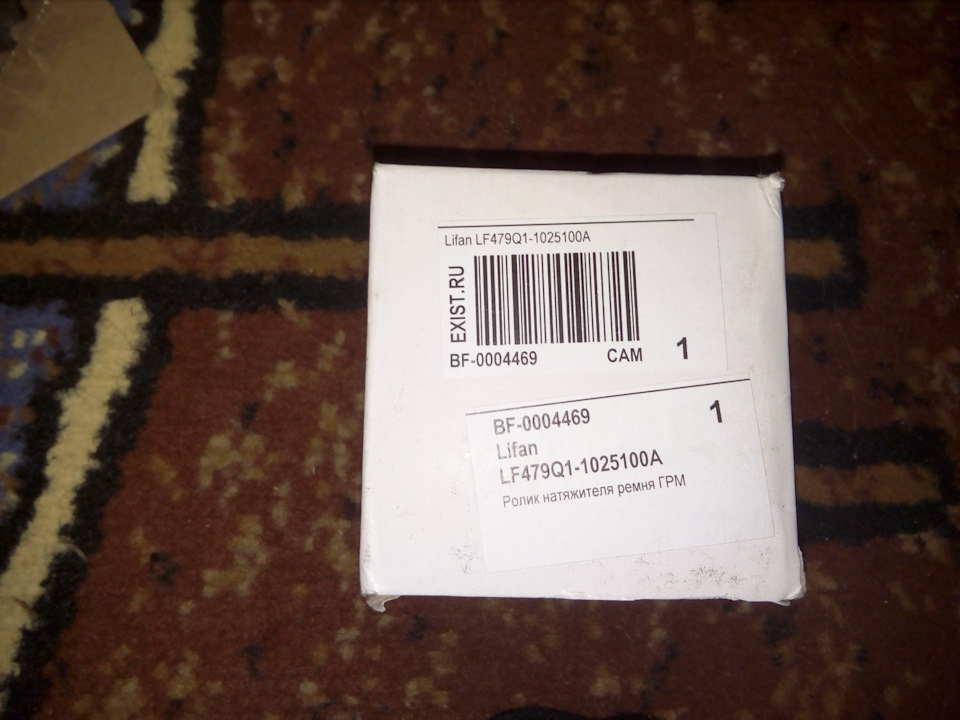 Lifan LF479Q1-1025100A
EXIST.RU
BF-0004469 CAM 1
BF-0004469 1
Lifan
LF479Q1-1025100A
Ролик натяжителя ремня ГРМ